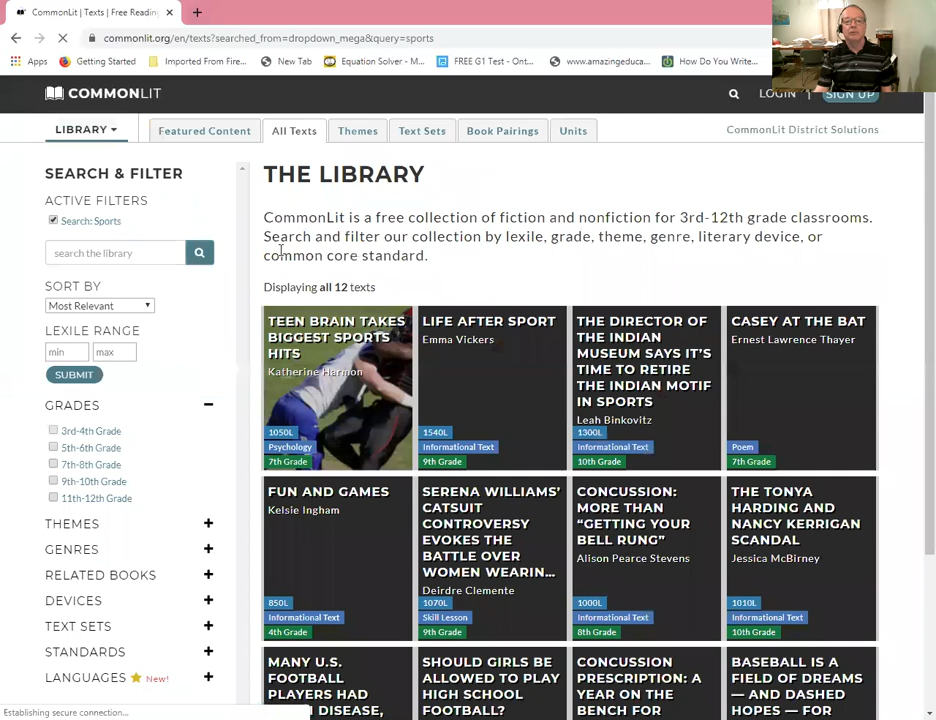 CommonLit | Texts | Free Reading
commonlit.org/en/texts?searched_from=dropdown_mega&query=sports
Apps
Getting Started
Imported From Fire...
New Tab
Equation Solver - M...
FREE G1 Test - Ont...
www.amazingeduca...
How Do You Write...
COMMONLIT
LOGIN
SIGN UP
LIBRARY
Featured Content
All Texts
Themes
Text Sets
Book Pairings
Units
CommonLit District Solutions
SEARCH & FILTER
ACTIVE FILTERS
Search: Sports
search the library
SORT BY
Most Relevant
LEXILE RANGE
min
max
SUBMIT
GRADES
3rd-4th Grade
5th-6th Grade
7th-8th Grade
9th-10th Grade
11th-12th Grade
THEMES
GENRES
RELATED BOOKS
DEVICES
TEXT SETS
STANDARDS
LANGUAGES New!
THE LIBRARY
CommonLit is a free collection of fiction and nonfiction for 3rd-12th grade classrooms.
Search and filter our collection by lexile, grade, theme, genre, literary device, or
common core standard.
Displaying all 12 texts
TEEN BRAIN TAKES
BIGGEST SPORTS
HITS
Katherine Harmon
1050L
Psychology
7th Grade
LIFE AFTER SPORT
Emma Vickers
1540L
Informational Text
9th Grade
THE DIRECTOR OF
THE INDIAN
MUSEUM SAYS IT'S
TIME TO RETIRE
THE INDIAN MOTIF
IN SPORTS
Leah Binkovitz
1300L
Informational Text
10th Grade
CASEY AT THE BAT
Ernest Lawrence Thayer
Poem
7th Grade
FUN AND GAMES
Kelsie Ingham
850L
Informational Text
4th Grade
SERENA WILLIAMS'
CATSUIT
CONTROVERSY
EVOKES THE
BATTLE OVER
WOMEN WEARIN...
Deirdre Clemente
1070L
Skill Lesson
9th Grade
CONCUSSION:
MORE THAN
"GETTING YOUR
BELL RUNG"
Alison Pearce Stevens
1000L
Informational Text
8th Grade
THE TONYA
HARDING AND
NANCY KERRIGAN
SCANDAL
Jessica McBirney
1010L
Informational Text
10th Grade
MANY U.S.
FOOTBALL
PLAYERS HAD
DISEASE,
SHOULD GIRLS BE
ALLOWED TO PLAY
HIGH SCHOOL
FOOTBALL?
CONCUSSION
PRESCRIPTION: A
YEAR ON THE
BENCH FOR
BASEBALL IS A
FIELD OF DREAMS
— AND DASHED
HOPES — FOR
Establishing secure connection...